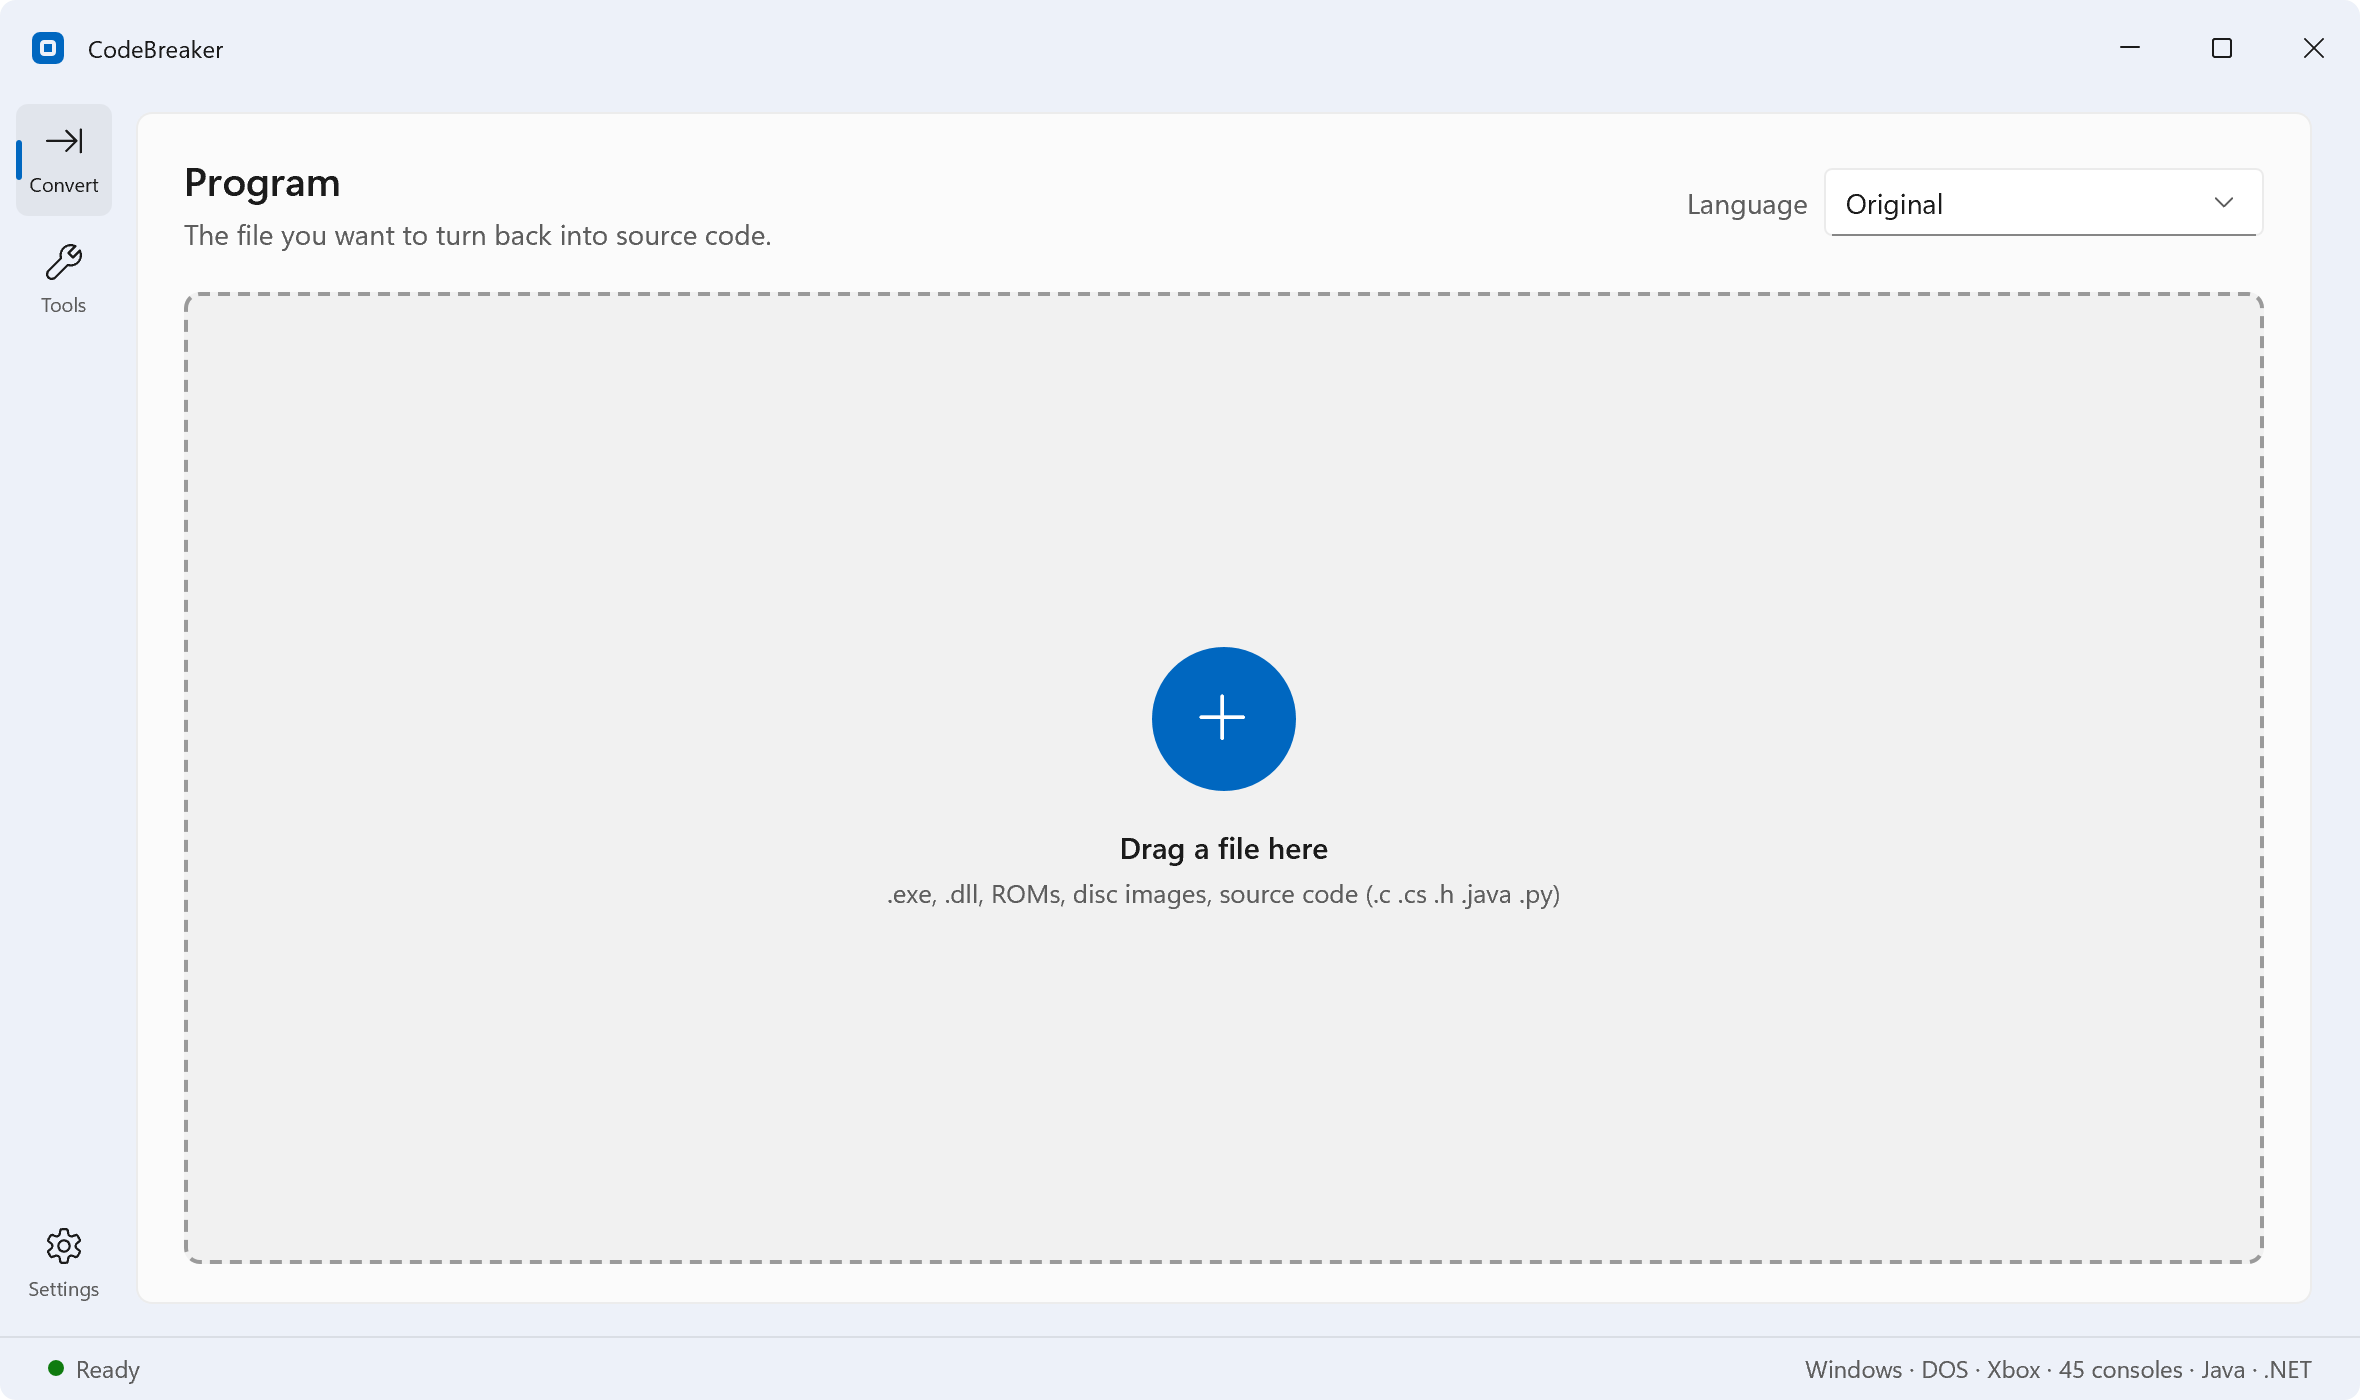 CodeBreaker
Convert
Tools
Settings
Program
The file you want to turn back into source code.
Language
Original
Drag a file here
.exe, .dll, ROMs, disc images, source code (.c .cs .h .java .py)
Ready
Windows · DOS · Xbox · 45 consoles · Java · .NET